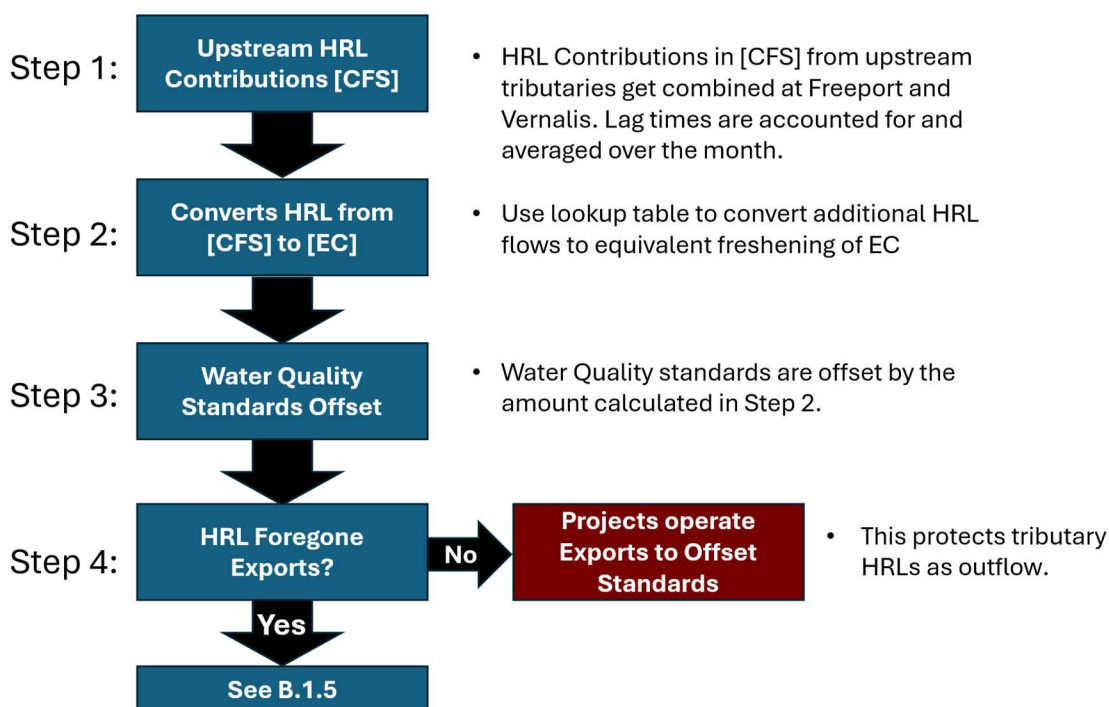 Step 1:
Upstream HRL
Contributions [CFS]
• HRL Contributions in [CFS] from upstream
tributaries get combined at Freeport and
Vernalis. Lag times are accounted for and
averaged over the month.
Step 2:
Converts HRL from
[CFS] to [EC]
• Use lookup table to convert additional HRL
flows to equivalent freshening of EC
Step 3:
Water Quality
Standards Offset
• Water Quality standards are offset by the
amount calculated in Step 2.
Step 4:
HRL Foregone
Exports?
No
Projects operate
Exports to Offset
Standards
• This protects tributary
HRLs as outflow.
Yes
See B.1.5